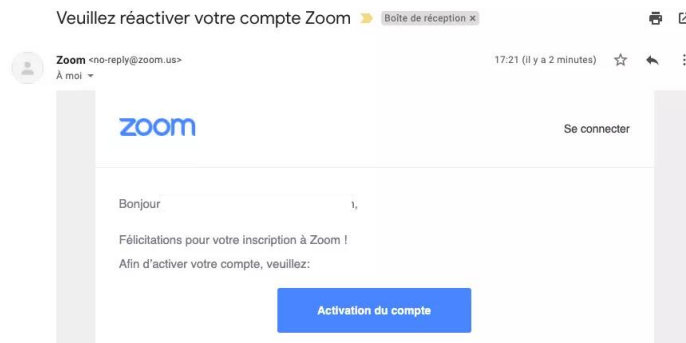 Veuillez réactiver votre compte Zoom Boîte de réception ×
Zoom <no-reply@zoom.us> 17:21 (il y a 2 minutes)
À moi
zoom Se connecter
Bonjour ,
Félicitations pour votre inscription à Zoom !
Afin d'activer votre compte, veuillez:
Activation du compte